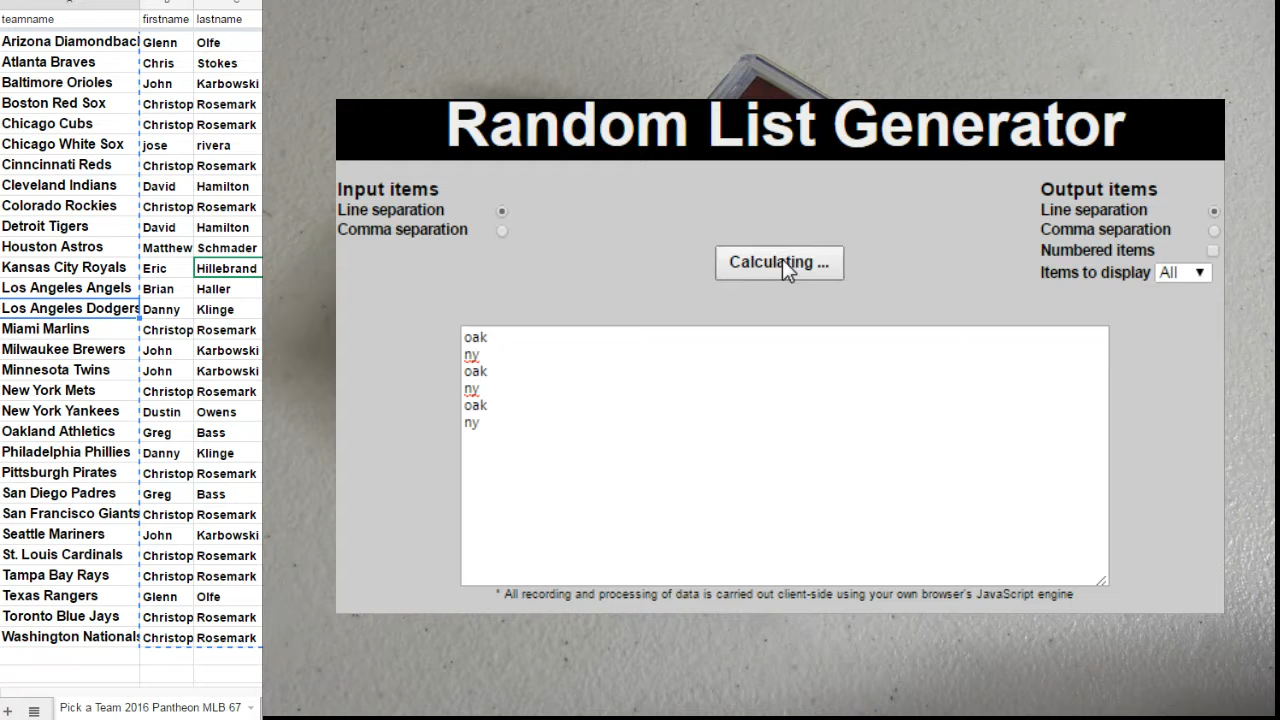 teamname firstname lastname
Arizona Diamondbac Glenn Olfe
Atlanta Braves Chris Stokes
Baltimore Orioles John Karbowski
Boston Red Sox Christop Rosemark
Chicago Cubs Christop Rosemark
Chicago White Sox jose rivera
Cinncinnati Reds Christop Rosemark
Cleveland Indians David Hamilton
Colorado Rockies Christop Rosemark
Detroit Tigers David Hamilton
Houston Astros Matthew Schmader
Kansas City Royals Eric Hillebrand
Los Angeles Angels Brian Haller
Los Angeles Dodgers Danny Klinge
Miami Marlins Christop Rosemark
Milwaukee Brewers John Karbowski
Minnesota Twins John Karbowski
New York Mets Christop Rosemark
New York Yankees Dustin Owens
Oakland Athletics Greg Bass
Philadelphia Phillies Danny Klinge
Pittsburgh Pirates Christop Rosemark
San Diego Padres Greg Bass
San Francisco Giants Christop Rosemark
Seattle Mariners John Karbowski
St. Louis Cardinals Christop Rosemark
Tampa Bay Rays Christop Rosemark
Texas Rangers Glenn Olfe
Toronto Blue Jays Christop Rosemark
Washington Nationals Christop Rosemark
Pick a Team 2016 Pantheon MLB 67
Random List Generator
Input items
Line separation
Comma separation
Output items
Line separation
Comma separation
Numbered items
Items to display All
Calculating ...
oak
ny
oak
ny
oak
ny
* All recording and processing of data is carried out client-side using your own browser's JavaScript engine